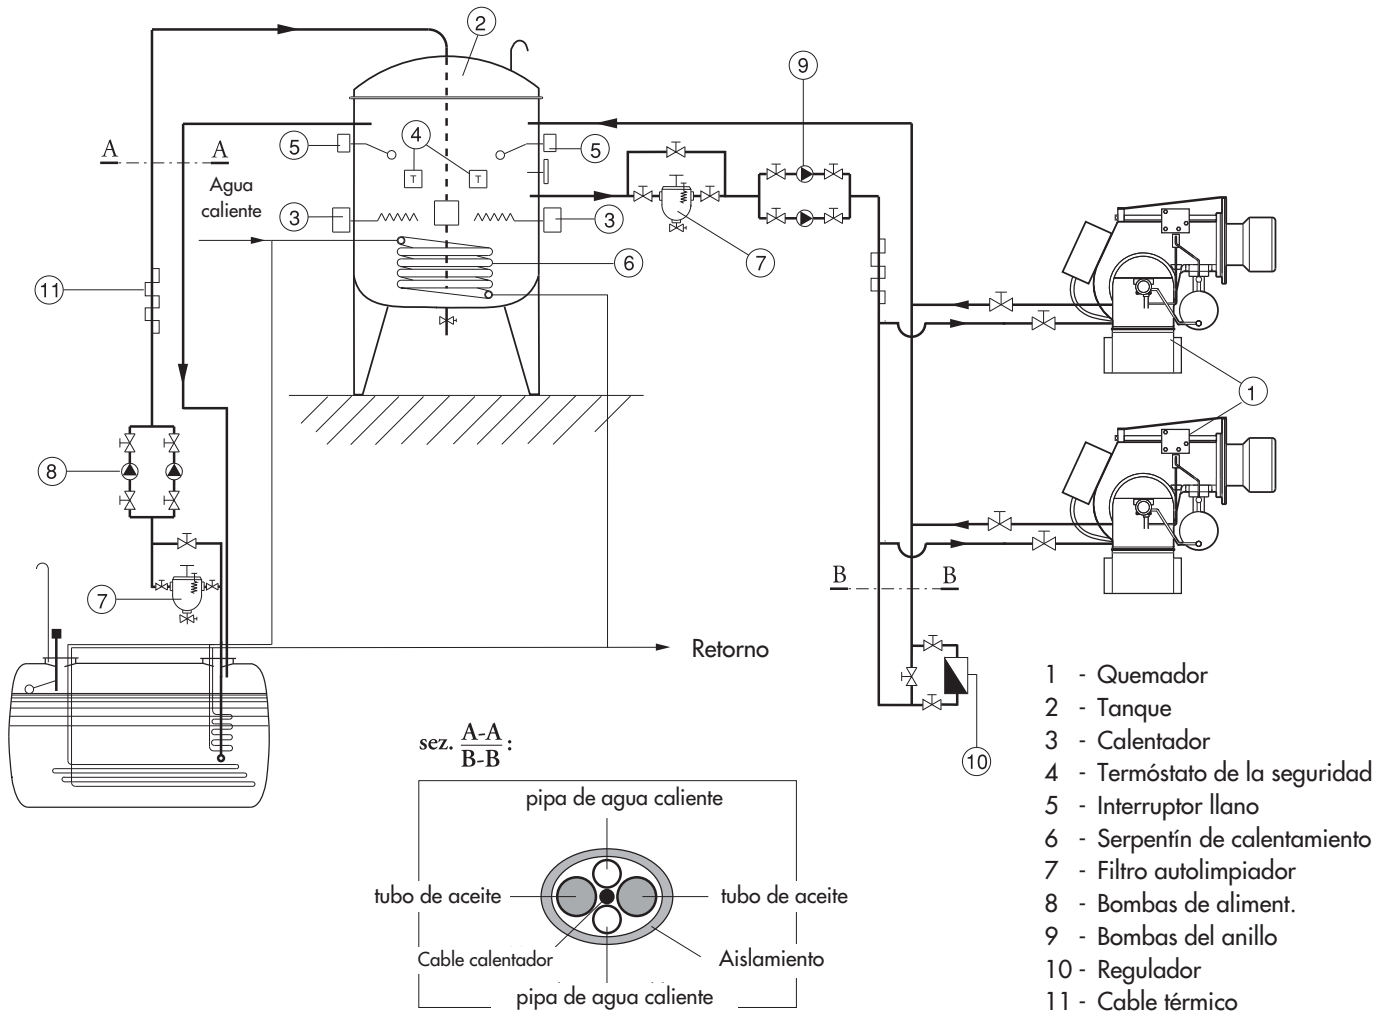 2
9
A
A
5
4
5
T
T
Agua
caliente
3
3
7
6
11
1
8
7
B
B
Retorno
10
sez. A-A
B-B :
pipa de agua caliente
tubo de aceite
tubo de aceite
Cable calentador
Aislamiento
pipa de agua caliente
1 - Quemador
2 - Tanque
3 - Calentador
4 - Termóstato de la seguridad
5 - Interruptor llano
6 - Serpentín de calentamiento
7 - Filtro autolimpiador
8 - Bombas de aliment.
9 - Bombas del anillo
10 - Regulador
11 - Cable térmico